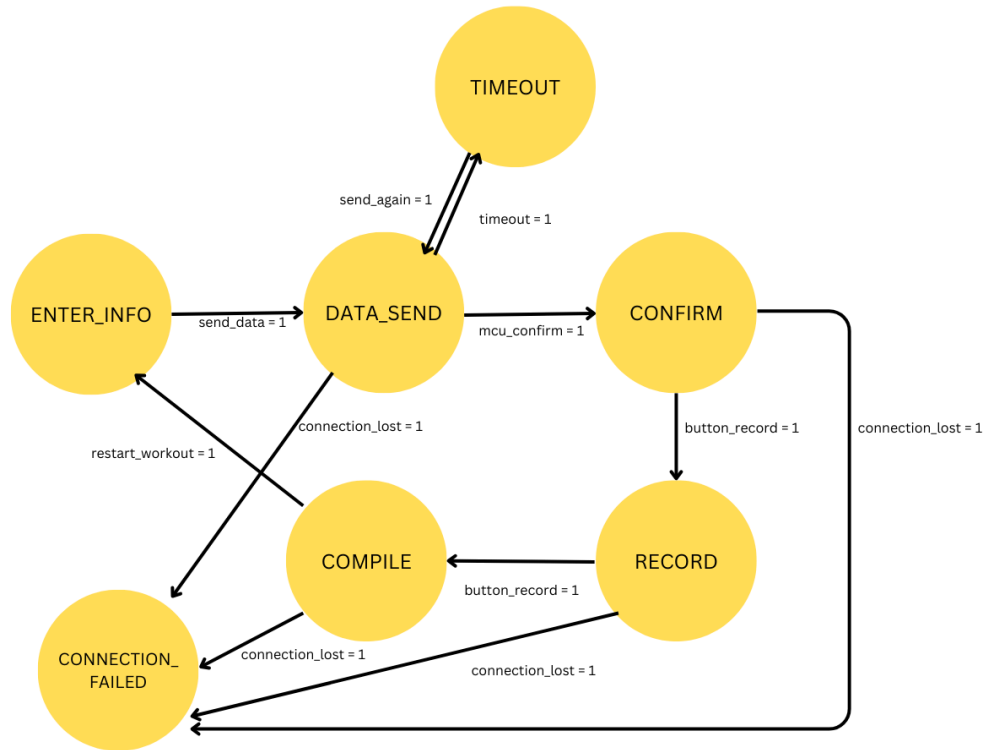 TIMEOUT
send_again = 1
timeout = 1
ENTER_INFO
send_data = 1
DATA_SEND
mcu_confirm = 1
CONFIRM
connection_lost = 1
button_record = 1
connection_lost = 1
restart_workout = 1
COMPILE
button_record = 1
RECORD
connection_lost = 1
connection_lost = 1
CONNECTION_
FAILED